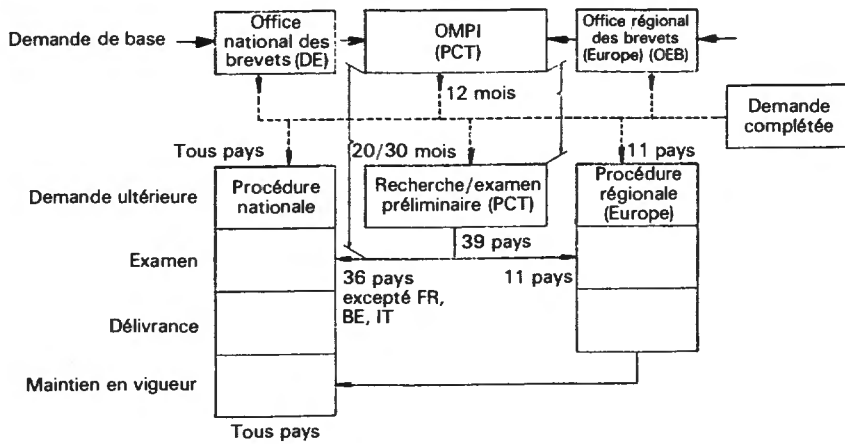 Demande de base
Office
national des
brevets (DE)
OMPI
(PCT)
Office régional
des brevets
(Europe) (OEB)
12 mois
Demande
complétée
Tous pays
20/30 mois
11 pays
Demande ultérieure
Procédure
nationale
Recherche/examen
préliminaire (PCT)
Procédure
régionale
(Europe)
39 pays
Examen
36 pays
excepté FR,
BE, IT
11 pays
Délivrance
Maintien en vigueur
Tous pays